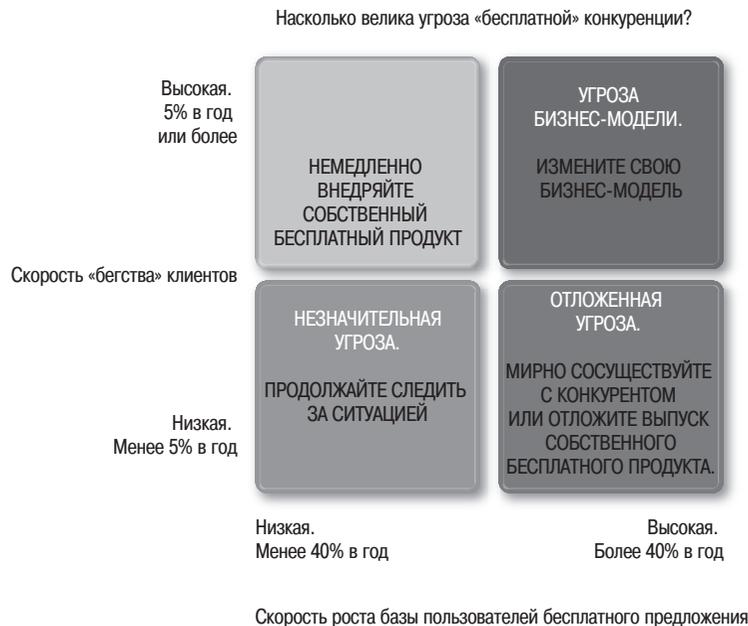 Насколько велика угроза «бесплатной» конкуренции?
Высокая.
5% в год
или более
НЕМЕДЛЕННО
ВНЕДРЯЙТЕ
СОБСТВЕННЫЙ
БЕСПЛАТНЫЙ ПРОДУКТ
УГРОЗА
БИЗНЕС-МОДЕЛИ.
ИЗМЕНИТЕ СВОЮ
БИЗНЕС-МОДЕЛЬ
Скорость «бегства» клиентов
НЕЗНАЧИТЕЛЬНАЯ
УГРОЗА.
ПРОДОЛЖАЙТЕ СЛЕДИТЬ
ЗА СИТУАЦИЕЙ
ОТЛОЖЕННАЯ
УГРОЗА.
МИРНО СОСУЩЕСТВУЙТЕ
С КОНКУРЕНТОМ
ИЛИ ОТЛОЖИТЕ ВЫПУСК
СОБСТВЕННОГО
БЕСПЛАТНОГО ПРОДУКТА.
Низкая.
Менее 5% в год
Низкая.
Менее 40% в год
Высокая.
Более 40% в год
Скорость роста базы пользователей бесплатного предложения